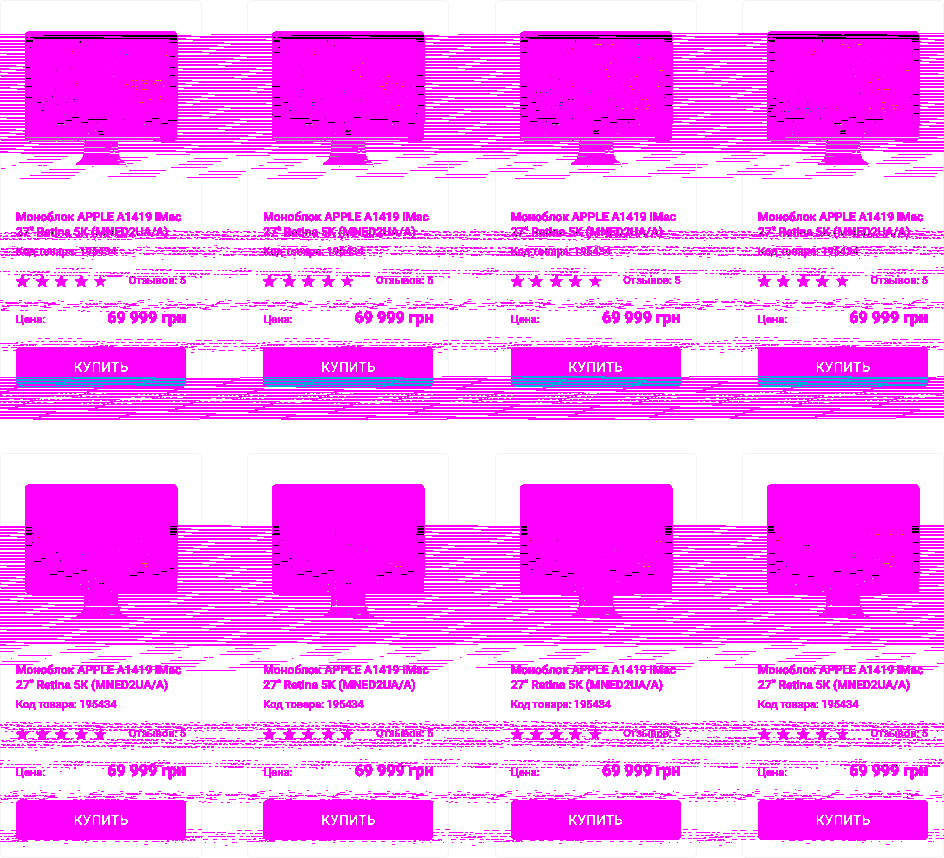 Моноблок APPLE A1419 iMac Моноблок APPLE A1419 iMac Моноблок APPLE A1419 iMac Моноблок APPLE A1419 iMac
27" Retina 5K (MNED2UA/A) 27" Retina 5K (MNED2UA/A) 27" Retina 5K (MNED2UA/A) 27" Retina 5K (MNED2UA/A)
Код товара: 195434 Код товара: 195434 Код товара: 195434 Код товара: 195434
Отзывов: 5 Отзывов: 5 Отзывов: 5 Отзывов: 5
Цена: 69 999 грн Цена: 69 999 грн Цена: 69 999 грн Цена: 69 999 грн
КУПИТЬ КУПИТЬ КУПИТЬ КУПИТЬ
Моноблок APPLE A1419 iMac Моноблок APPLE A1419 iMac Моноблок APPLE A1419 iMac Моноблок APPLE A1419 iMac
27" Retina 5K (MNED2UA/A) 27" Retina 5K (MNED2UA/A) 27" Retina 5K (MNED2UA/A) 27" Retina 5K (MNED2UA/A)
Код товара: 195434 Код товара: 195434 Код товара: 195434 Код товара: 195434
Отзывов: 5 Отзывов: 5 Отзывов: 5 Отзывов: 5
Цена: 69 999 грн Цена: 69 999 грн Цена: 69 999 грн Цена: 69 999 грн
КУПИТЬ КУПИТЬ КУПИТЬ КУПИТЬ